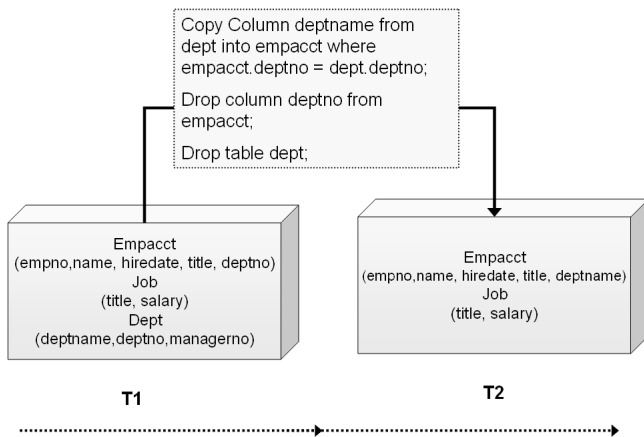 Copy Column deptname from
dept into empacct where
empacct.deptno = dept.deptno;
Drop column deptno from
empacct;
Drop table dept;
Empacct
(empno,name, hiredate, title, deptno)
Job
(title, salary)
Dept
(deptname,deptno,managerno)
Empacct
(empno,name, hiredate, title, deptname)
Job
(title, salary)
T1
T2